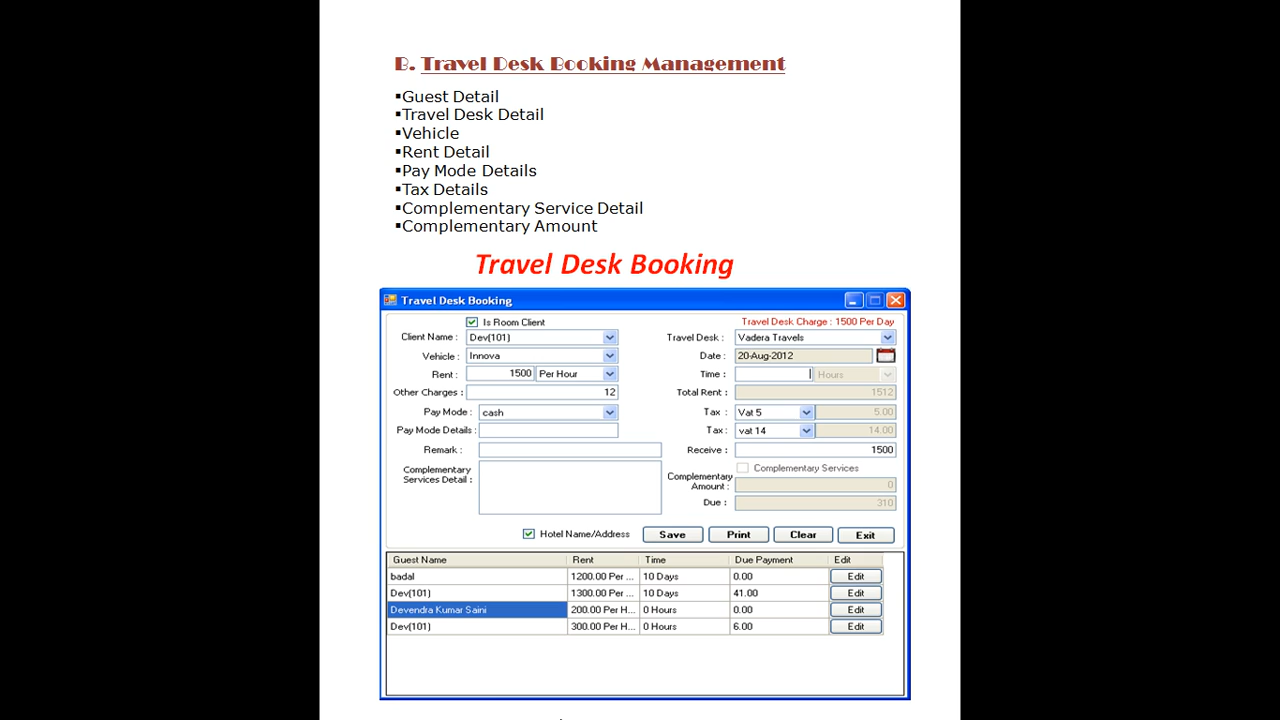 B. Travel Desk Booking Management
▪Guest Detail
▪Travel Desk Detail
▪Vehicle
▪Rent Detail
▪Pay Mode Details
▪Tax Details
▪Complementary Service Detail
▪Complementary Amount
Travel Desk Booking
Travel Desk Booking
Is Room Client
Travel Desk Charge : 1500 Per Day
Client Name : Dev(101)
Travel Desk : Vadera Travels
Vehicle : Innova
Date : 20-Aug-2012
Rent : 1500 Per Hour
Time : Hours
Other Charges : 12
Total Rent : 1512
Pay Mode : cash
Tax : Vat 5 5.00
Pay Mode Details :
Tax : vat 14 14.00
Remark :
Receive : 1500
Complementary Services Detail :
Complementary Services
Complementary Amount : 0
Due : 310
Hotel Name/Address Save Print Clear Exit
Guest Name Rent Time Due Payment Edit
badal 1200.00 Per ... 10 Days 0.00 Edit
Dev(101) 1300.00 Per ... 10 Days 41.00 Edit
Devendra Kumar Saini 200.00 Per H... 0 Hours 0.00 Edit
Dev(101) 300.00 Per H... 0 Hours 6.00 Edit